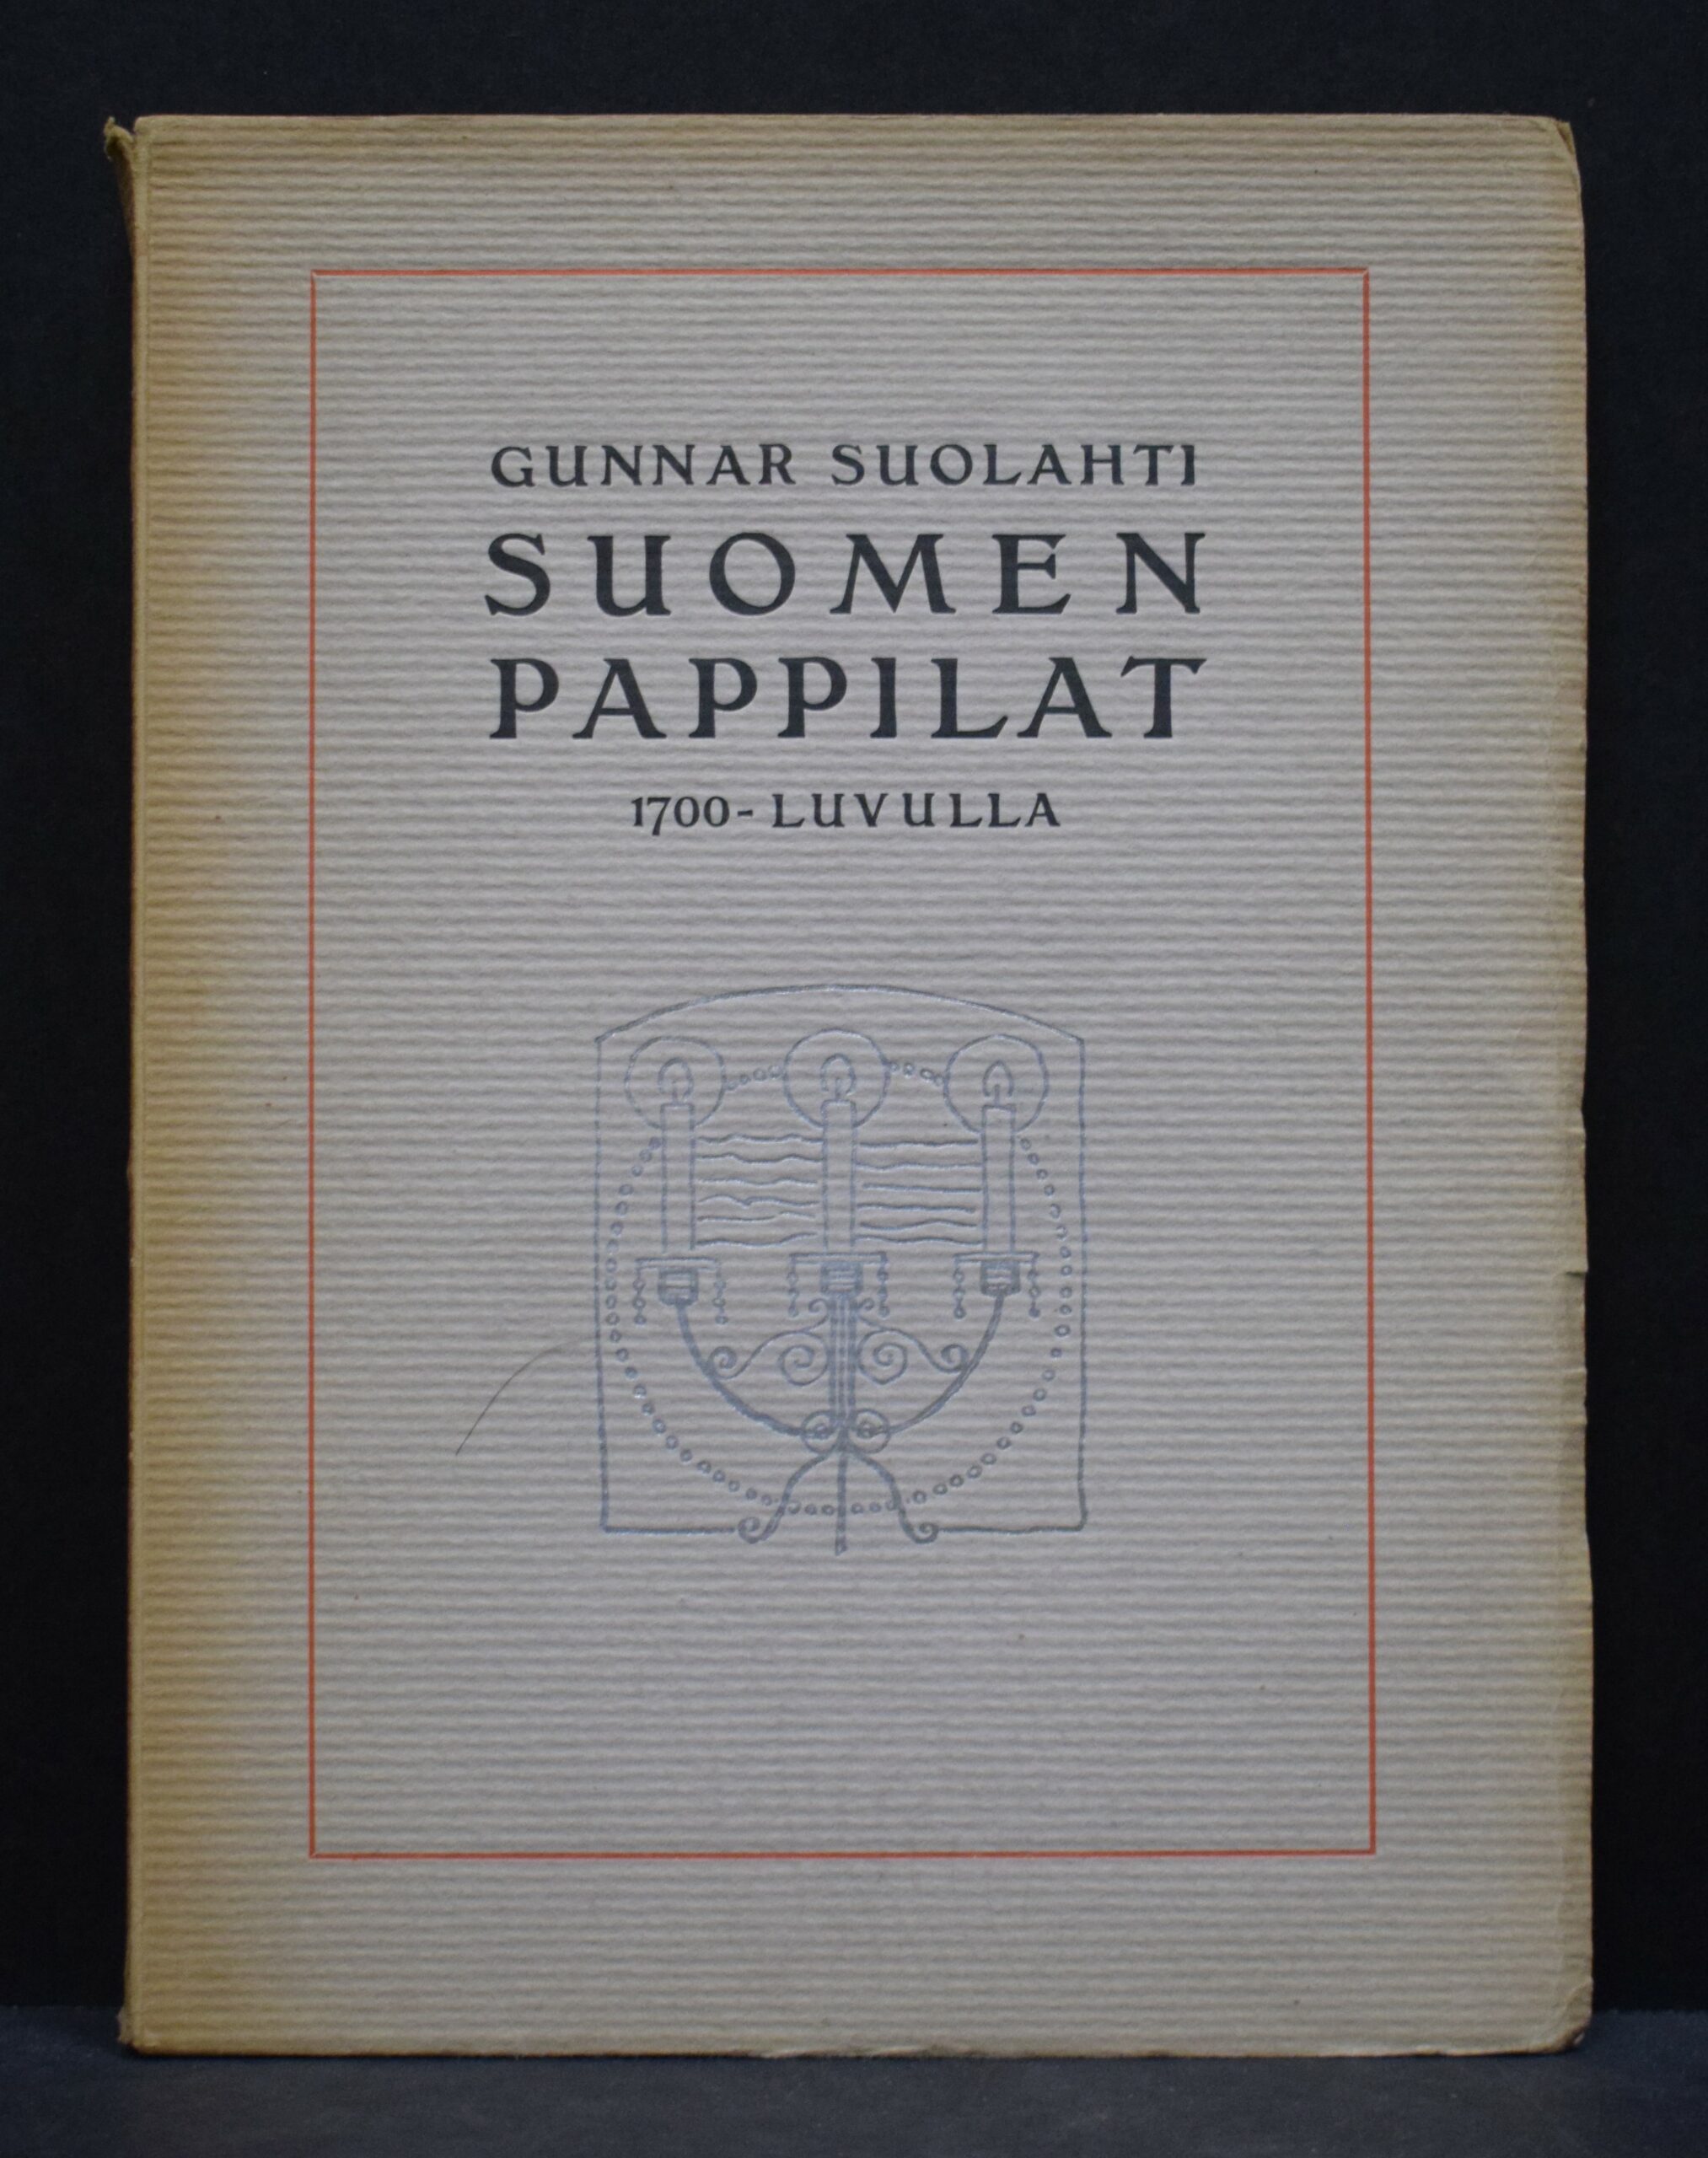 GUNNAR SUOLAHTI
SUOMEN
PAPPILAT
1700-LUVULLA